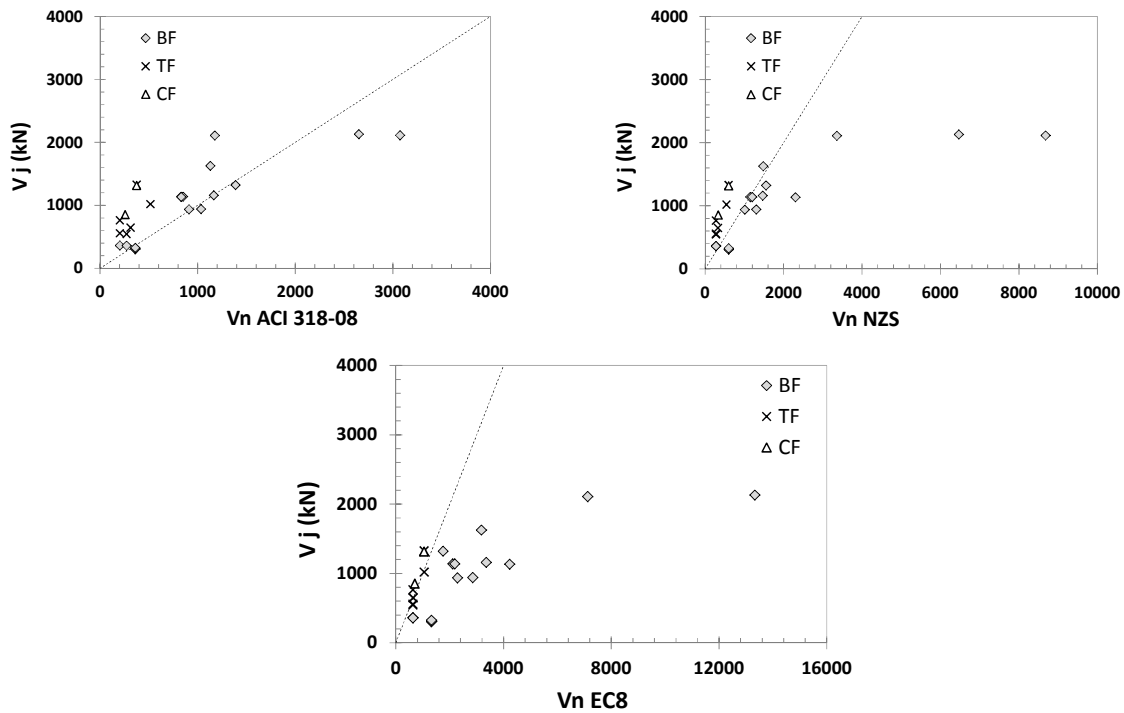 4000
3000
2000
1000
0
V j (kN)
BF
TF
CF
0 1000 2000 3000 4000
Vn ACI 318-08
4000
3000
2000
1000
0
V j (kN)
BF
TF
CF
0 2000 4000 6000 8000 10000
Vn NZS
4000
3000
2000
1000
0
V j (kN)
BF
TF
CF
0 4000 8000 12000 16000
Vn EC8